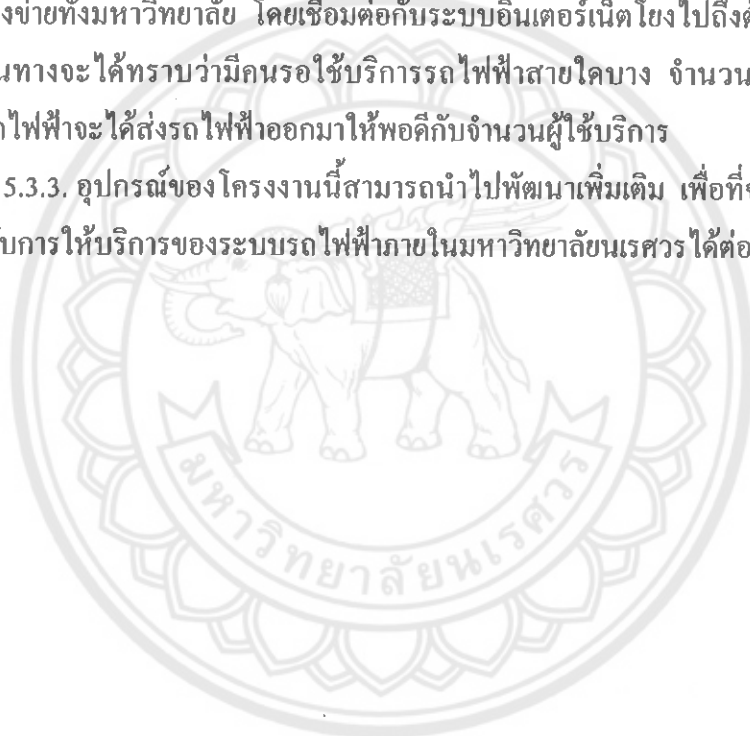 งข่ายทั้งมหาวิทยาลัย โดยเชื่อมต่อกับระบบอินเตอร์เน็ตโยงไปถึงต
นทางจะได้ทราบว่ามีคนรอใช้บริการรถไฟฟ้าสายใดบาง จำนวน
ไฟฟ้าจะได้ส่งรถไฟฟ้าออกมาให้พอดีกับจำนวนผู้ใช้บริการ
5.3.3. อุปกรณ์ของโครงงานนี้สามารถนำไปพัฒนาเพิ่มเติม เพื่อที่จ
บการให้บริการของระบบรถไฟฟ้าภายในมหาวิทยาลัยนเรศวรได้ต่อ
มหาวิทยาลัยนเรศวร